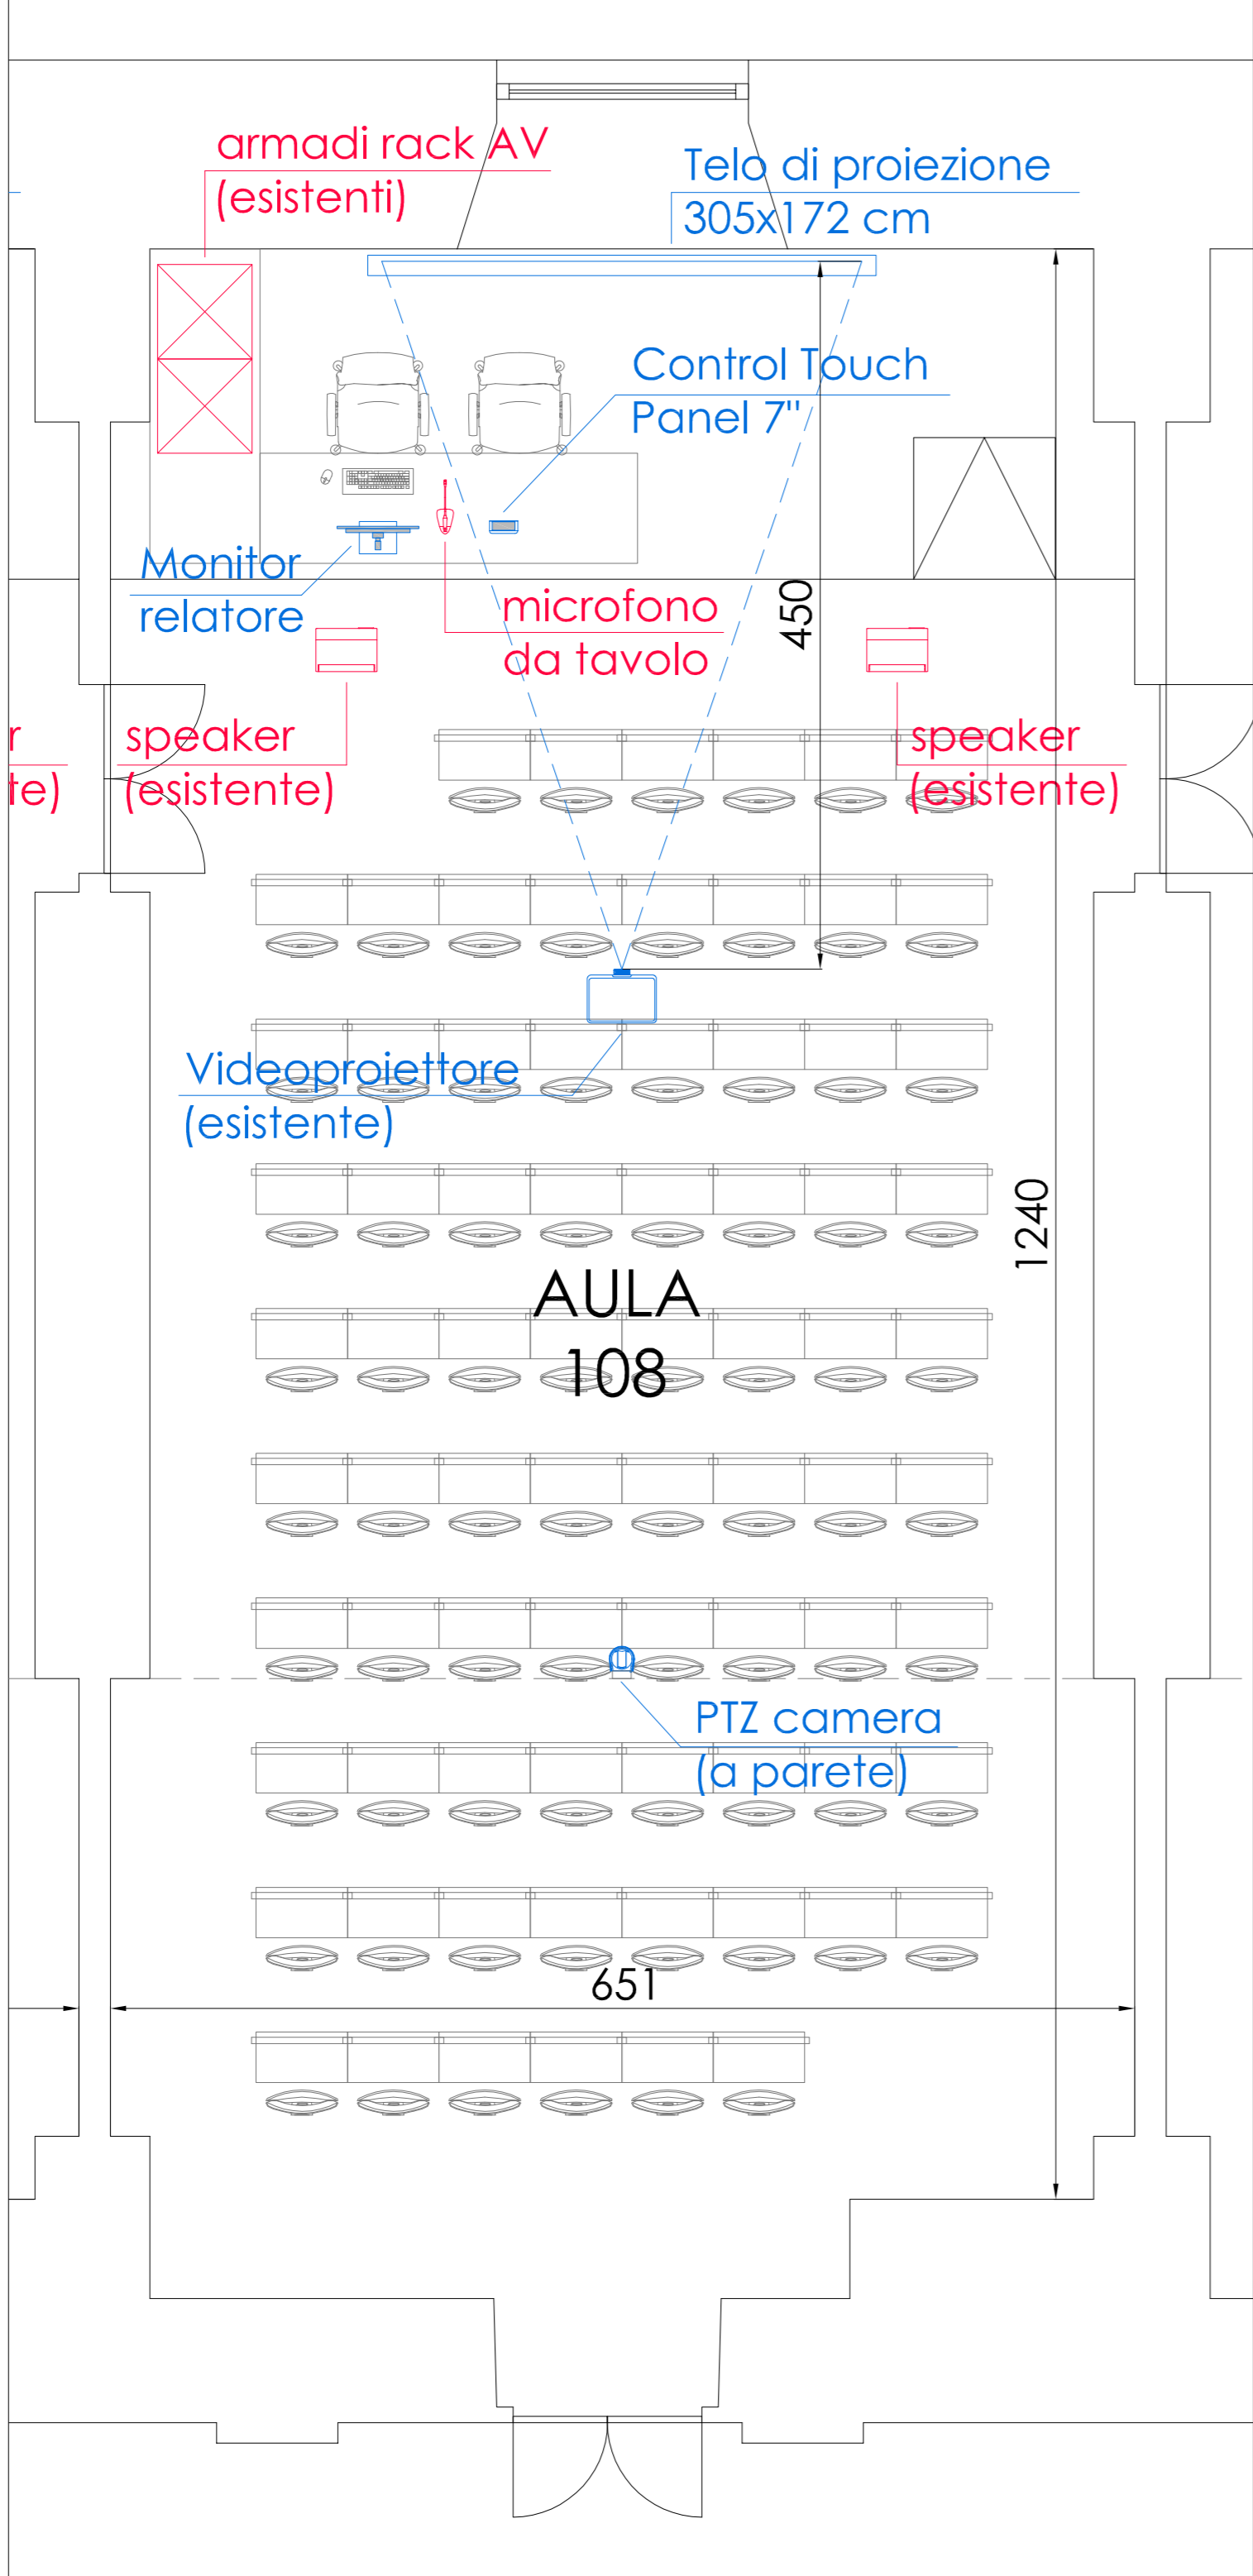 armadi rack AV
(esistenti)
Telo di proiezione
305x172 cm
Control Touch
Panel 7"
Monitor
relatore
microfono
da tavolo
450
r
te)
speaker
(esistente)
speaker
(esistente)
Videoproiettore
(esistente)
1240
AULA
108
PTZ camera
(a parete)
651